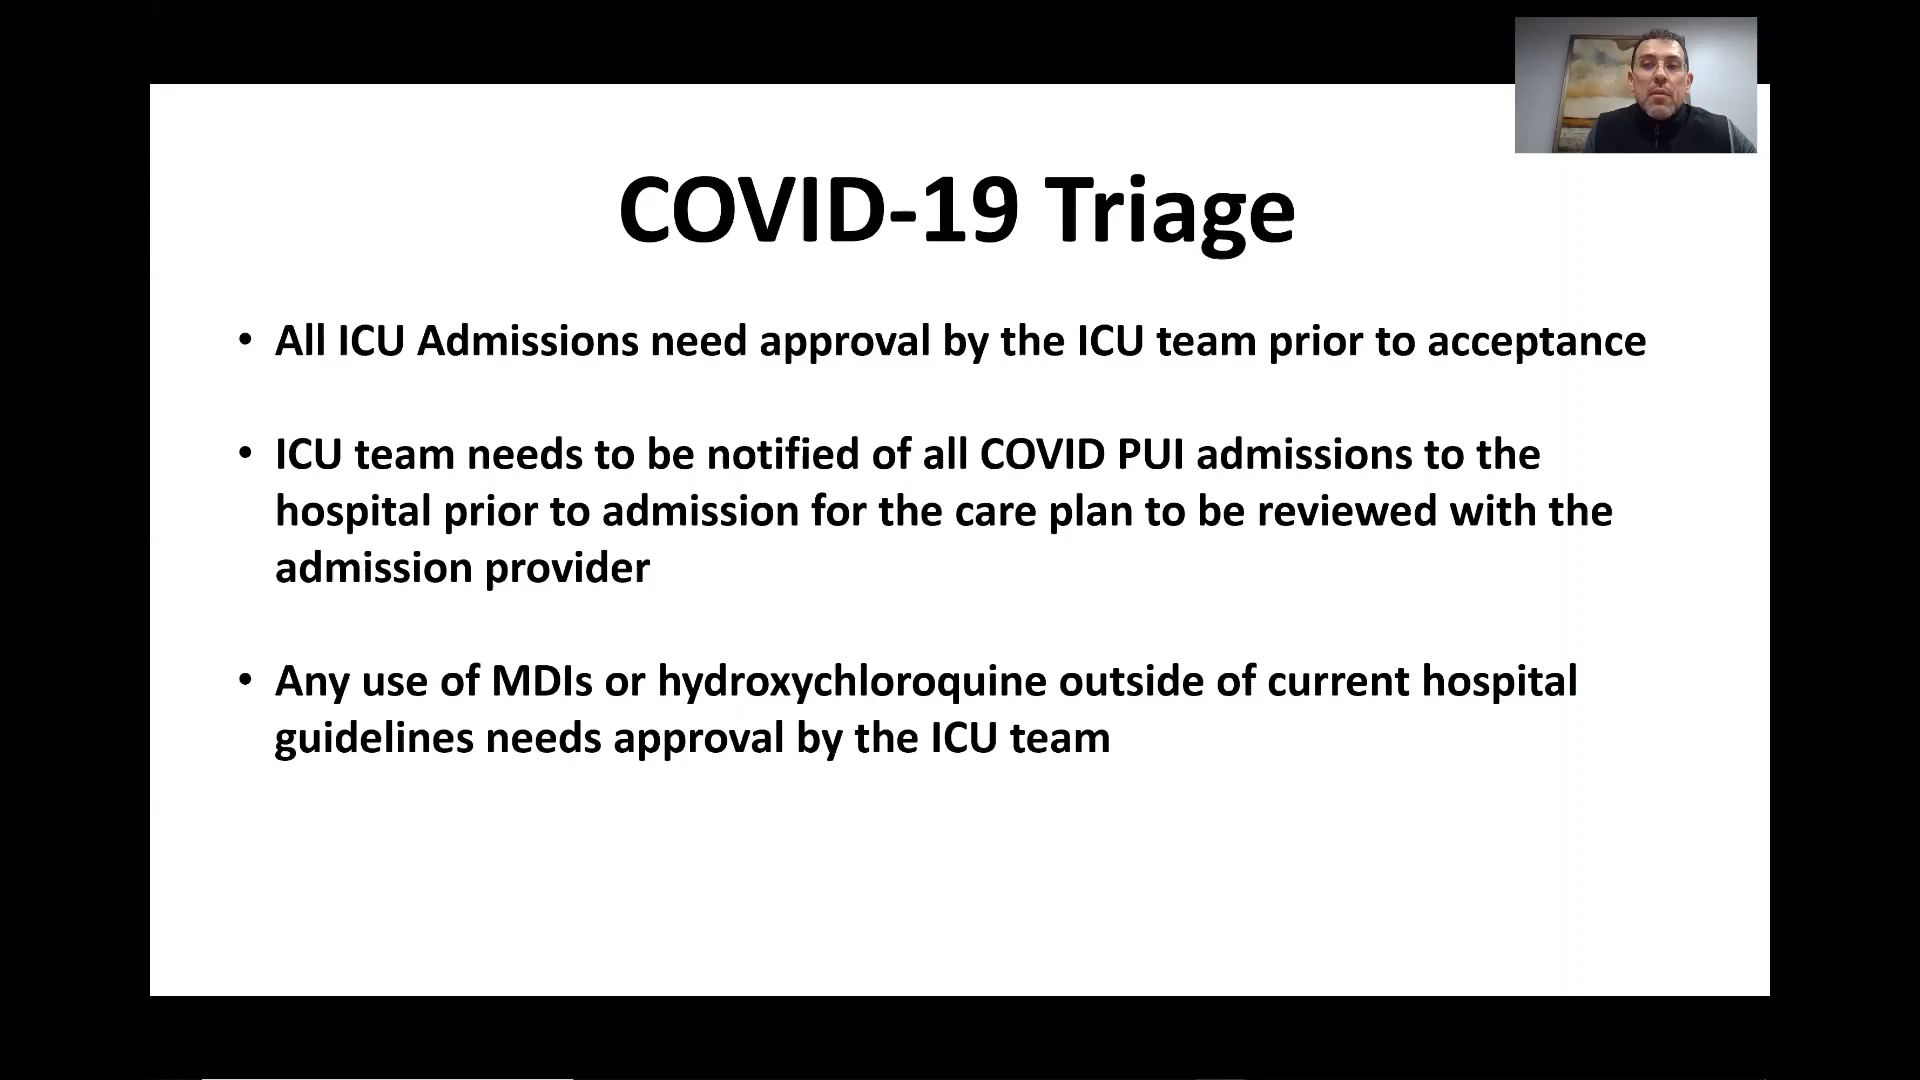 COVID-19 Triage
• All ICU Admissions need approval by the ICU team prior to acceptance
• ICU team needs to be notified of all COVID PUI admissions to the
hospital prior to admission for the care plan to be reviewed with the
admission provider
• Any use of MDIs or hydroxychloroquine outside of current hospital
guidelines needs approval by the ICU team